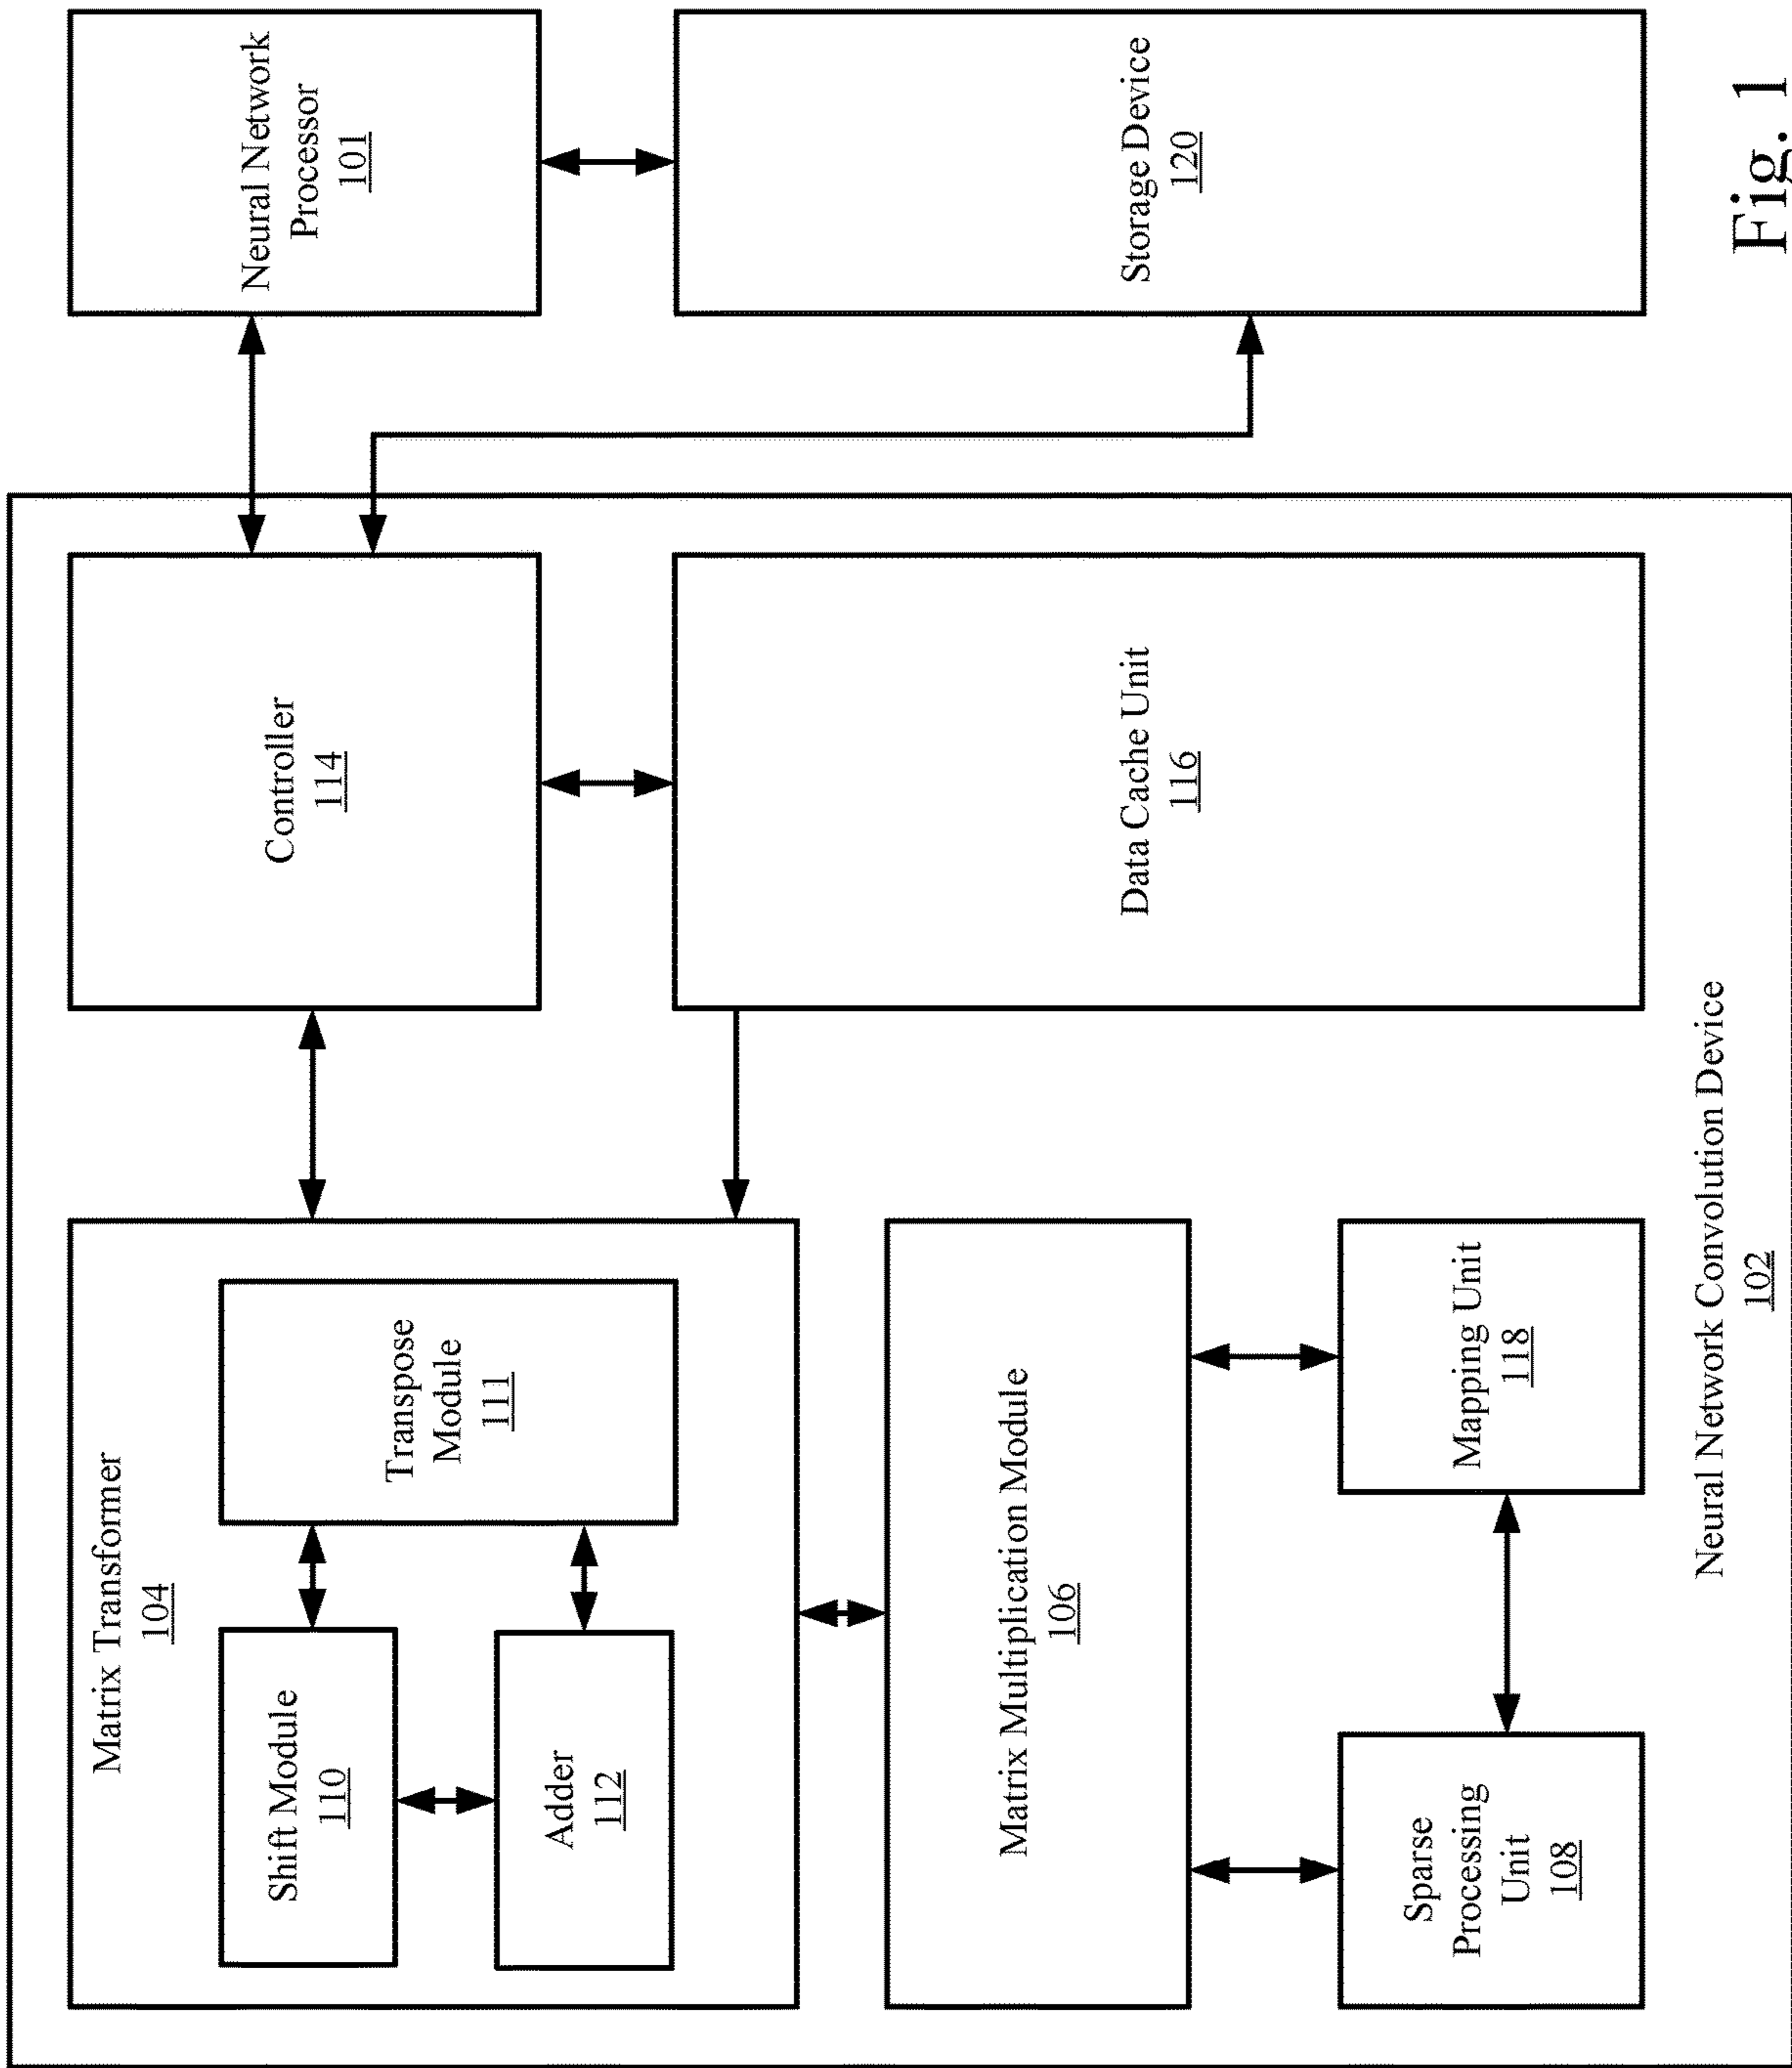 Matrix Transformer
104
Shift Module
110
Adder
112
Transpose
Module
111
Matrix Multiplication Module
106
Sparse
Processing
Unit
108
Mapping Unit
118
Controller
114
Data Cache Unit
116
Neural Network Convolution Device
102
Neural Network
Processor
101
Storage Device
120
Fig. 1